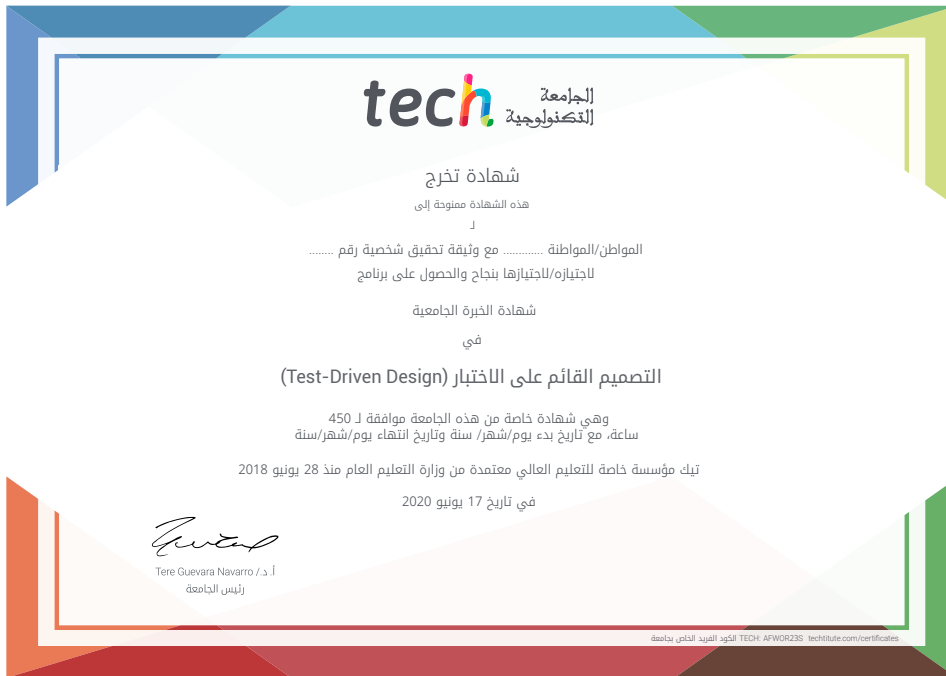 tech الجامعة
التكنولوجية
شهادة تخرج
هذه الشهادة ممنوحة إلى
لـ
المواطن/المواطنة ............. مع وثيقة تحقيق شخصية رقم ........
لاجتيازه/لاجتيازها بنجاح والحصول على برنامج
شهادة الخبرة الجامعية
في
التصميم القائم على الاختبار (Test-Driven Design)
وهي شهادة خاصة من هذه الجامعة موافقة لـ 450
ساعة، مع تاريخ بدء يوم/شهر/ سنة وتاريخ انتهاء يوم/شهر/سنة
تيك مؤسسة خاصة للتعليم العالي معتمدة من وزارة التعليم العام منذ 28 يونيو 2018
في تاريخ 17 يونيو 2020
أ. د./ Tere Guevara Navarro
رئيس الجامعة
الكود الفريد الخاص بجامعة TECH: AFWOR23S techtitute.com/certificates